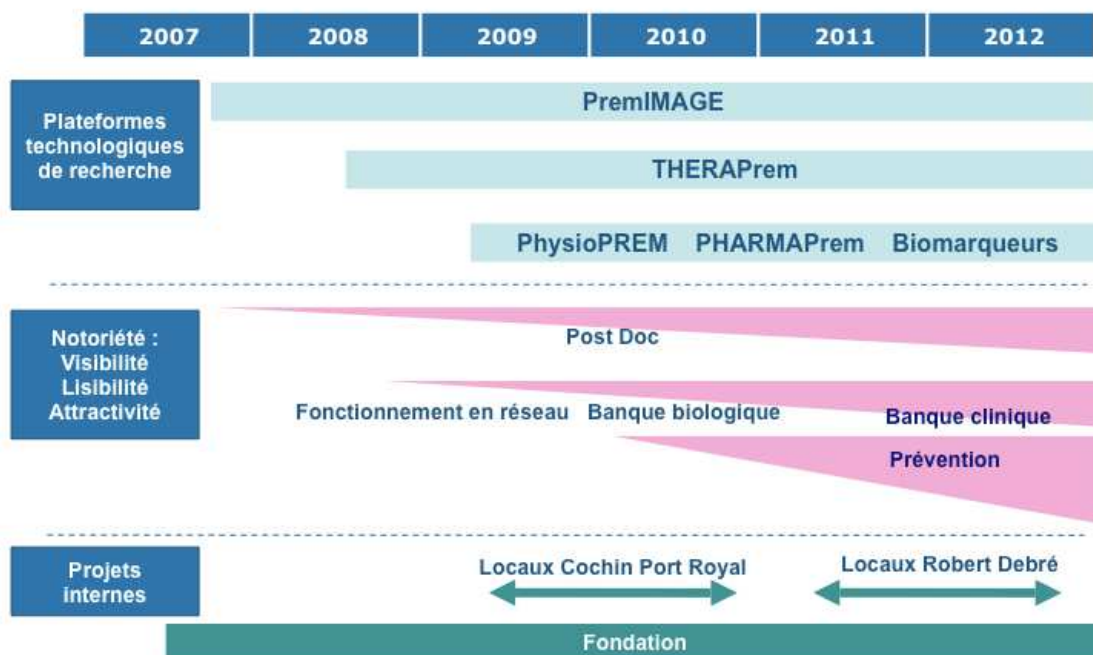 2007 2008 2009 2010 2011 2012
Plateformes
technologiques
de recherche
PremIMAGE
THERAPrem
PhysioPREM PHARMAPrem Biomarqueurs
Notoriété :
Visibilité
Lisibilité
Attractivité
Post Doc
Fonctionnement en réseau Banque biologique Banque clinique
Prévention
Projets
internes
Locaux Cochin Port Royal Locaux Robert Debré
Fondation